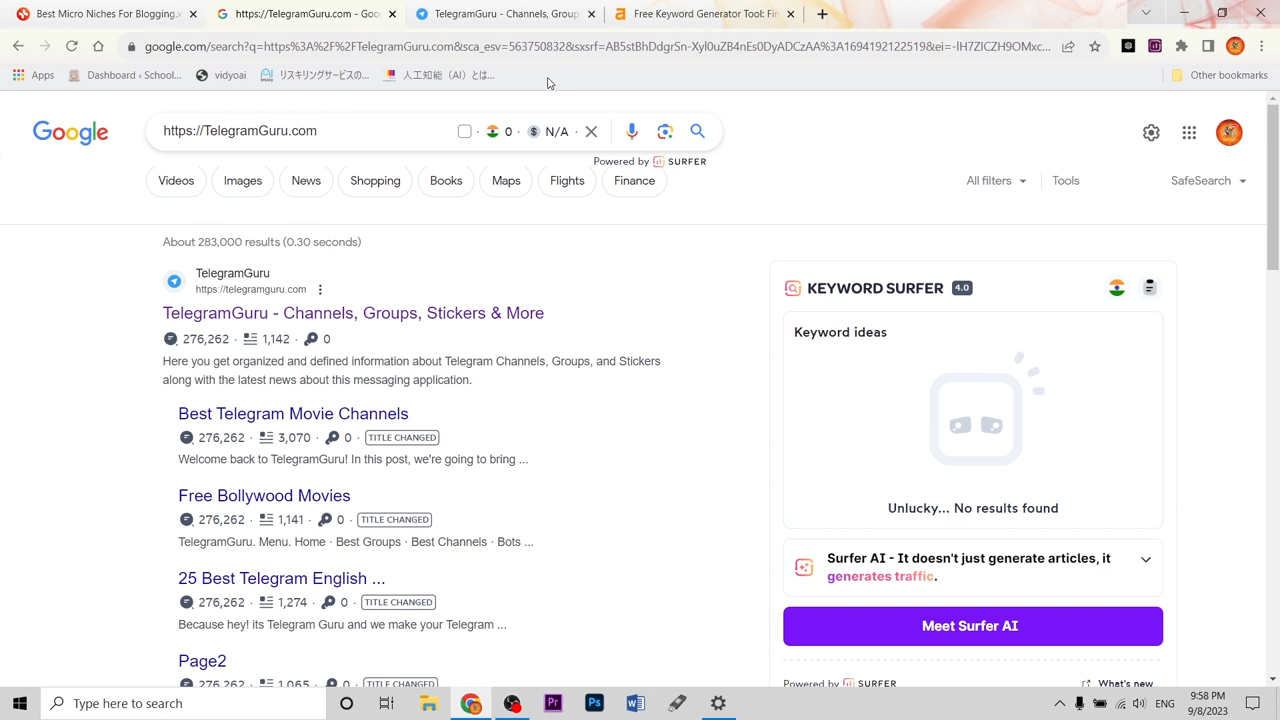 Best Micro Niches for Blogging.x
https://TelegramGuru.com - Goo
TelegramGuru - Channels, Group
Free Keyword Generator Tool: Fin
google.com/search?q=https%3A%2F%2FTelegramGuru.com&sca_esv=563750832&sxsrf=AB5stBhDdgrSn-Xyl0uZB4nEs0DyADCzAA%3A1694192122519&ei=-IH7ZICZH9OMxc...
Apps
Dashboard ‹ School...
vidyoai
リスキリングサービスの...
人工知能（AI）とは...
Other bookmarks
Google
https://TelegramGuru.com
0
N/A
Powered by SURFER
Videos
Images
News
Shopping
Books
Maps
Flights
Finance
All filters
Tools
SafeSearch
About 283,000 results (0.30 seconds)
TelegramGuru
https://telegramguru.com
TelegramGuru - Channels, Groups, Stickers & More
276,262 · 1,142 · 0
Here you get organized and defined information about Telegram Channels, Groups, and Stickers
along with the latest news about this messaging application.
Best Telegram Movie Channels
276,262 · 3,070 · 0 · TITLE CHANGED
Welcome back to TelegramGuru! In this post, we're going to bring ...
Free Bollywood Movies
276,262 · 1,141 · 0 · TITLE CHANGED
TelegramGuru. Menu. Home · Best Groups · Best Channels · Bots ...
25 Best Telegram English ...
276,262 · 1,274 · 0 · TITLE CHANGED
Because hey! its Telegram Guru and we make your Telegram ...
Page2
276,262 · 1,065 · 0 · TITLE CHANGED
KEYWORD SURFER 4.0
Keyword ideas
Unlucky... No results found
Surfer AI - It doesn't just generate articles, it
generates traffic.
Meet Surfer AI
Powered by SURFER
What's new
Type here to search
Pr
Ps
W
ENG
9:58 PM
9/8/2023